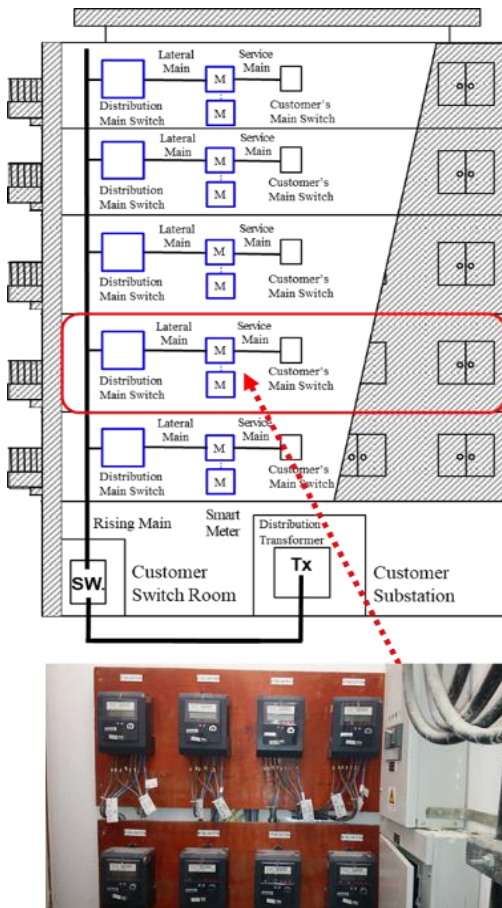 Lateral Main
Service Main
M
M
Distribution Main Switch
Customer's Main Switch
Lateral Main
Service Main
M
M
Distribution Main Switch
Customer's Main Switch
Lateral Main
Service Main
M
M
Distribution Main Switch
Customer's Main Switch
Lateral Main
Service Main
M
M
Distribution Main Switch
Customer's Main Switch
Lateral Main
Service Main
M
M
Distribution Main Switch
Customer's Main Switch
Rising Main
Smart Meter
Distribution Transformer
SW.
Customer Switch Room
Tx
Customer Substation